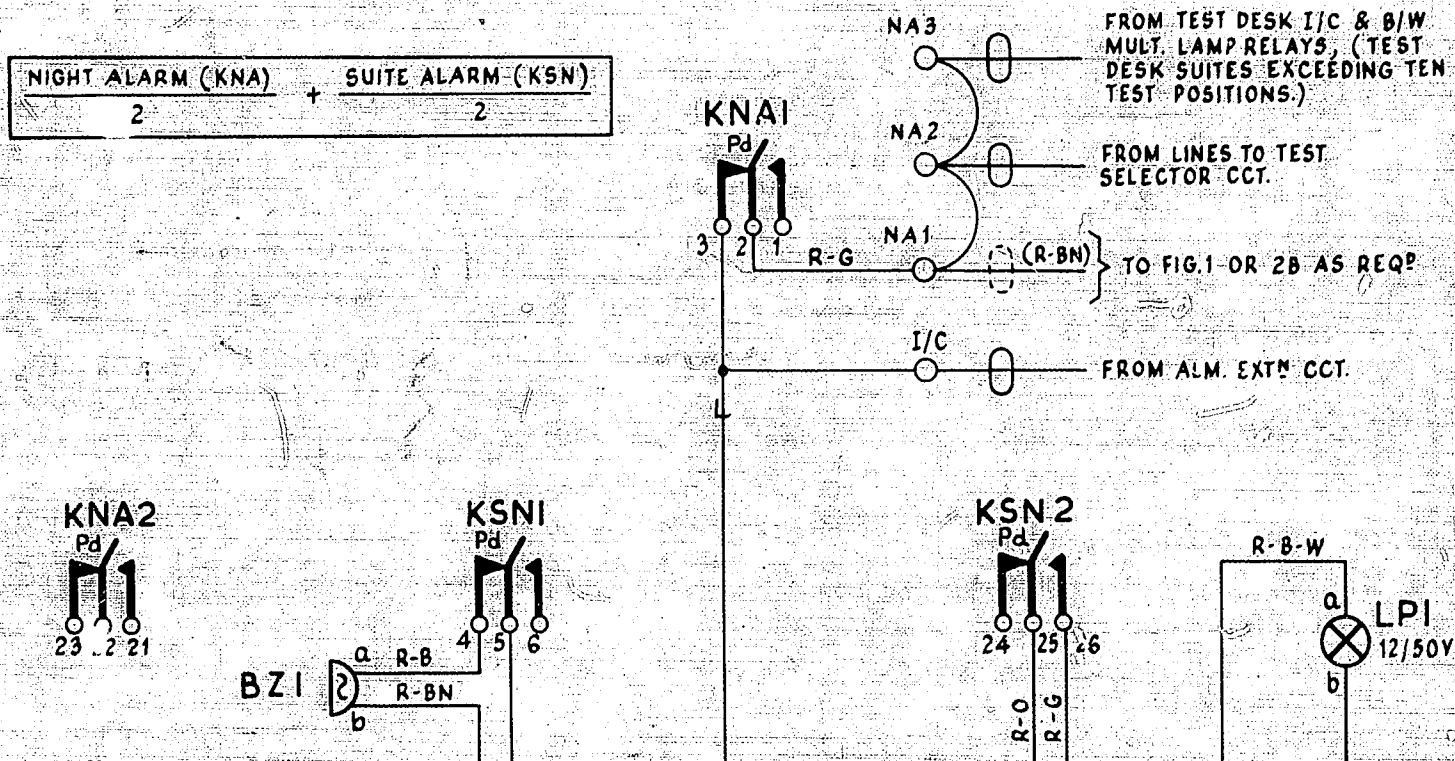 NIGHT ALARM (KNA) + SUITE ALARM (KSN)
2 2
NA3
FROM TEST DESK I/C & B/W
MULT. LAMP RELAYS, (TEST
DESK SUITES EXCEEDING TEN
TEST POSITIONS.)
KNA1
Pd
3 2 1
NA2
FROM LINES TO TEST
SELECTOR CCT.
NA1
R-G
(R-BN)
TO FIG.1 OR 2B AS REQD
I/C
FROM ALM. EXTN CCT.
L
KNA2
Pd
23 21
KSN1
Pd
4 5 6
BZ1
a R-B
R-BN
b
KSN2
Pd
24 25 26
R-O
R-G
R-B-W
a
LP1
12/50V
b